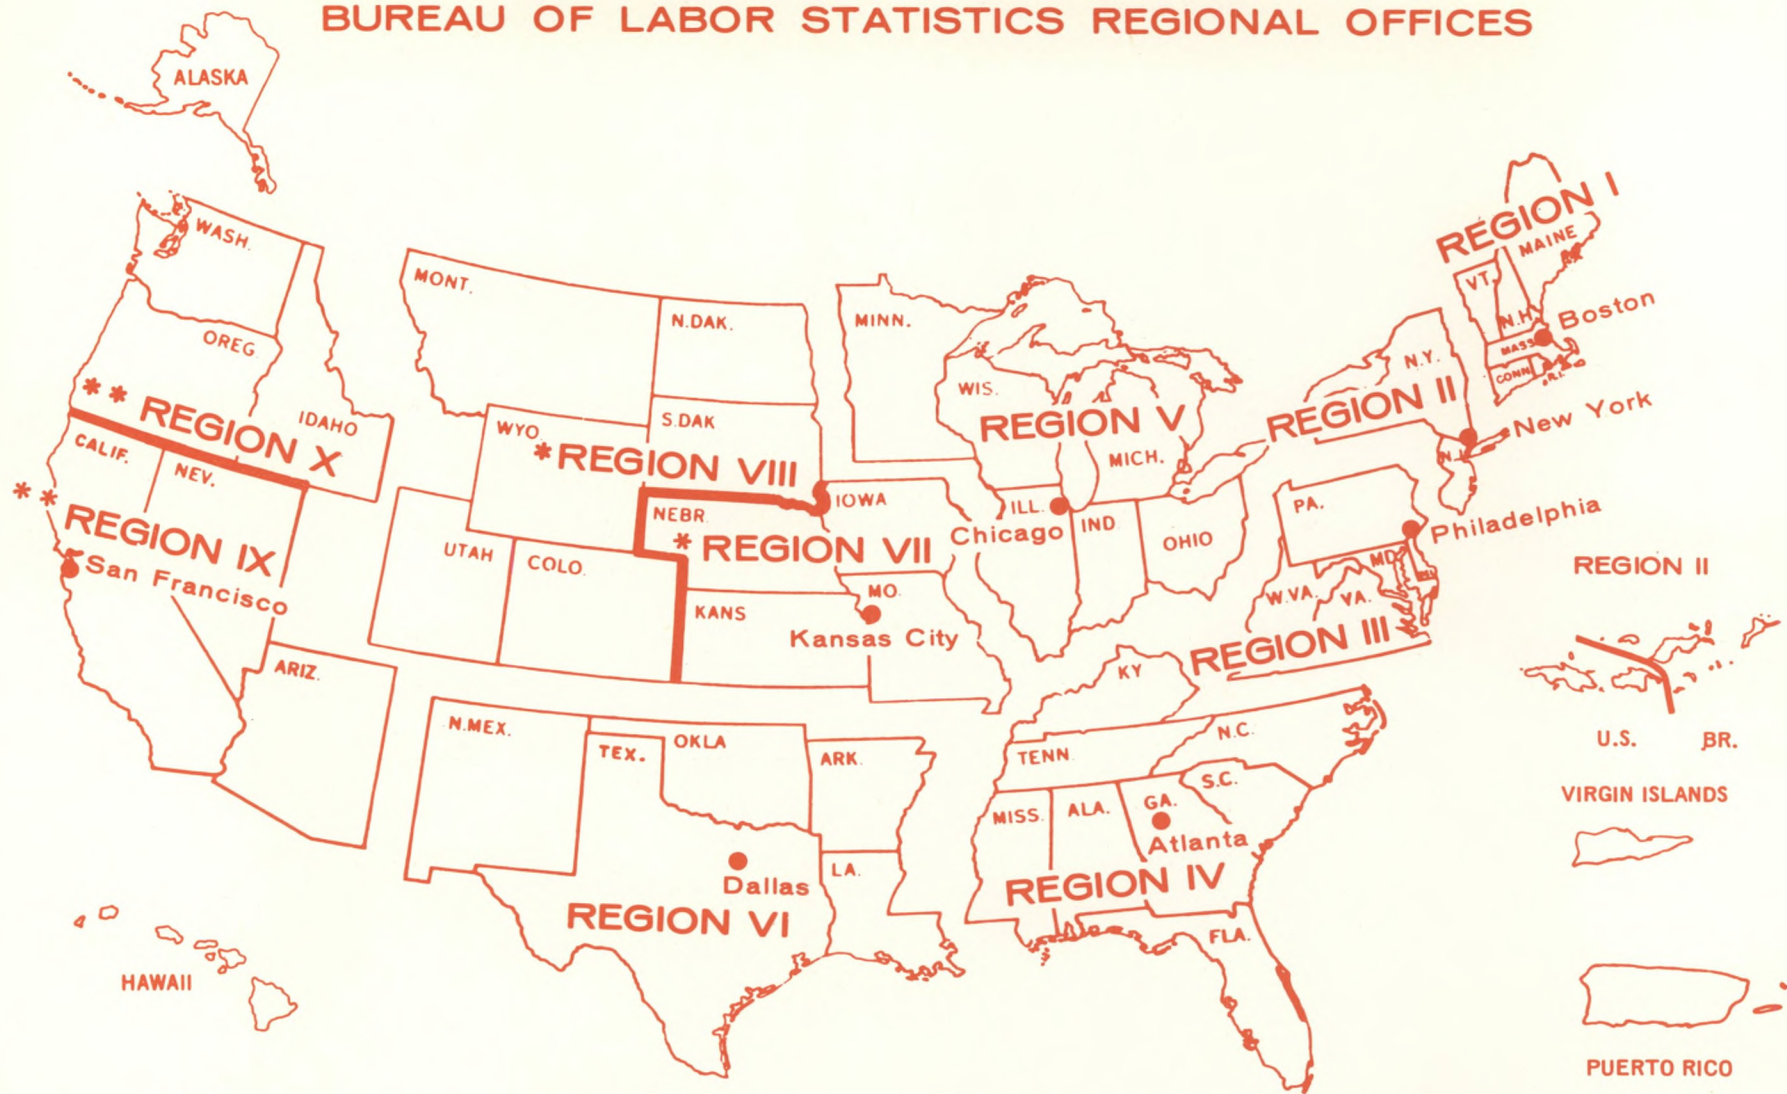 BUREAU OF LABOR STATISTICS REGIONAL OFFICES
ALASKA
REGION I
MAINE
WASH.
VT.
MONT.
N.H.
Boston
N.DAK.
MINN.
OREG.
MASS
N.Y.
CONN
R.I.
WIS.
** REGION X
IDAHO
S.DAK
WYO.
REGION V
REGION II
New York
CALIF.
NEV.
*REGION VIII
MICH.
N.J.
**
REGION IX
NEBR.
IOWA
ILL.
Chicago
IND
OHIO
PA.
Philadelphia
* REGION VII
UTAH
COLO.
San Francisco
MD.
REGION II
KANS
MO.
Kansas City
W.VA.
VA.
REGION III
ARIZ.
KY
N.MEX.
TEX.
OKLA
ARK.
TENN.
N.C.
U.S.
BR.
VIRGIN ISLANDS
S.C.
MISS.
ALA.
GA.
Atlanta
Dallas
LA.
REGION IV
REGION VI
FLA.
HAWAII
PUERTO RICO